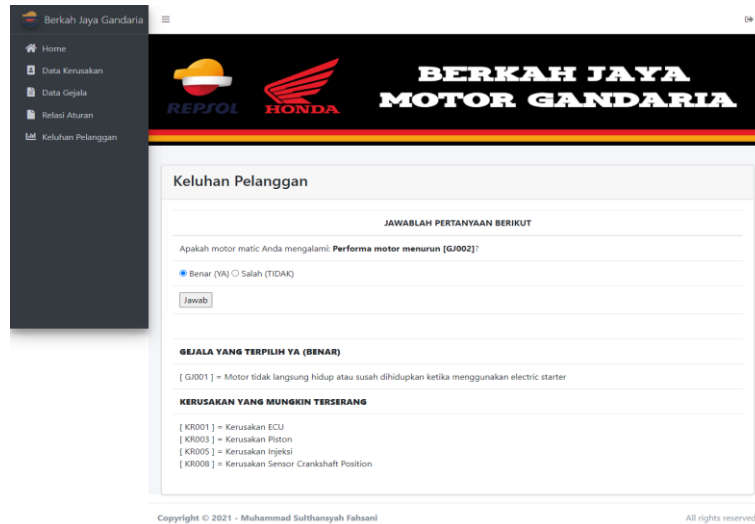 Berkah Jaya Gandaria
Home
Data Kerusakan
Data Gejala
Relasi Aturan
Keluhan Pelanggan
REPSOL
HONDA
BERKAH JAYA
MOTOR GANDARIA
Keluhan Pelanggan
JAWABLAH PERTANYAAN BERIKUT
Apakah motor matic Anda mengalami: Performa motor menurun [GJ002]?
Benar (YA) Salah (TIDAK)
Jawab
GEJALA YANG TERPILIH YA (BENAR)
[ GJ001 ] = Motor tidak langsung hidup atau susah dihidupkan ketika menggunakan electric starter
KERUSAKAN YANG MUNGKIN TERSERANG
[ KR001 ] = Kerusakan ECU
[ KR003 ] = Kerusakan Piston
[ KR005 ] = Kerusakan Injeksi
[ KR008 ] = Kerusakan Sensor Crankshaft Position
Copyright © 2021 - Muhammad Sulthansyah Fahsani
All rights reserved